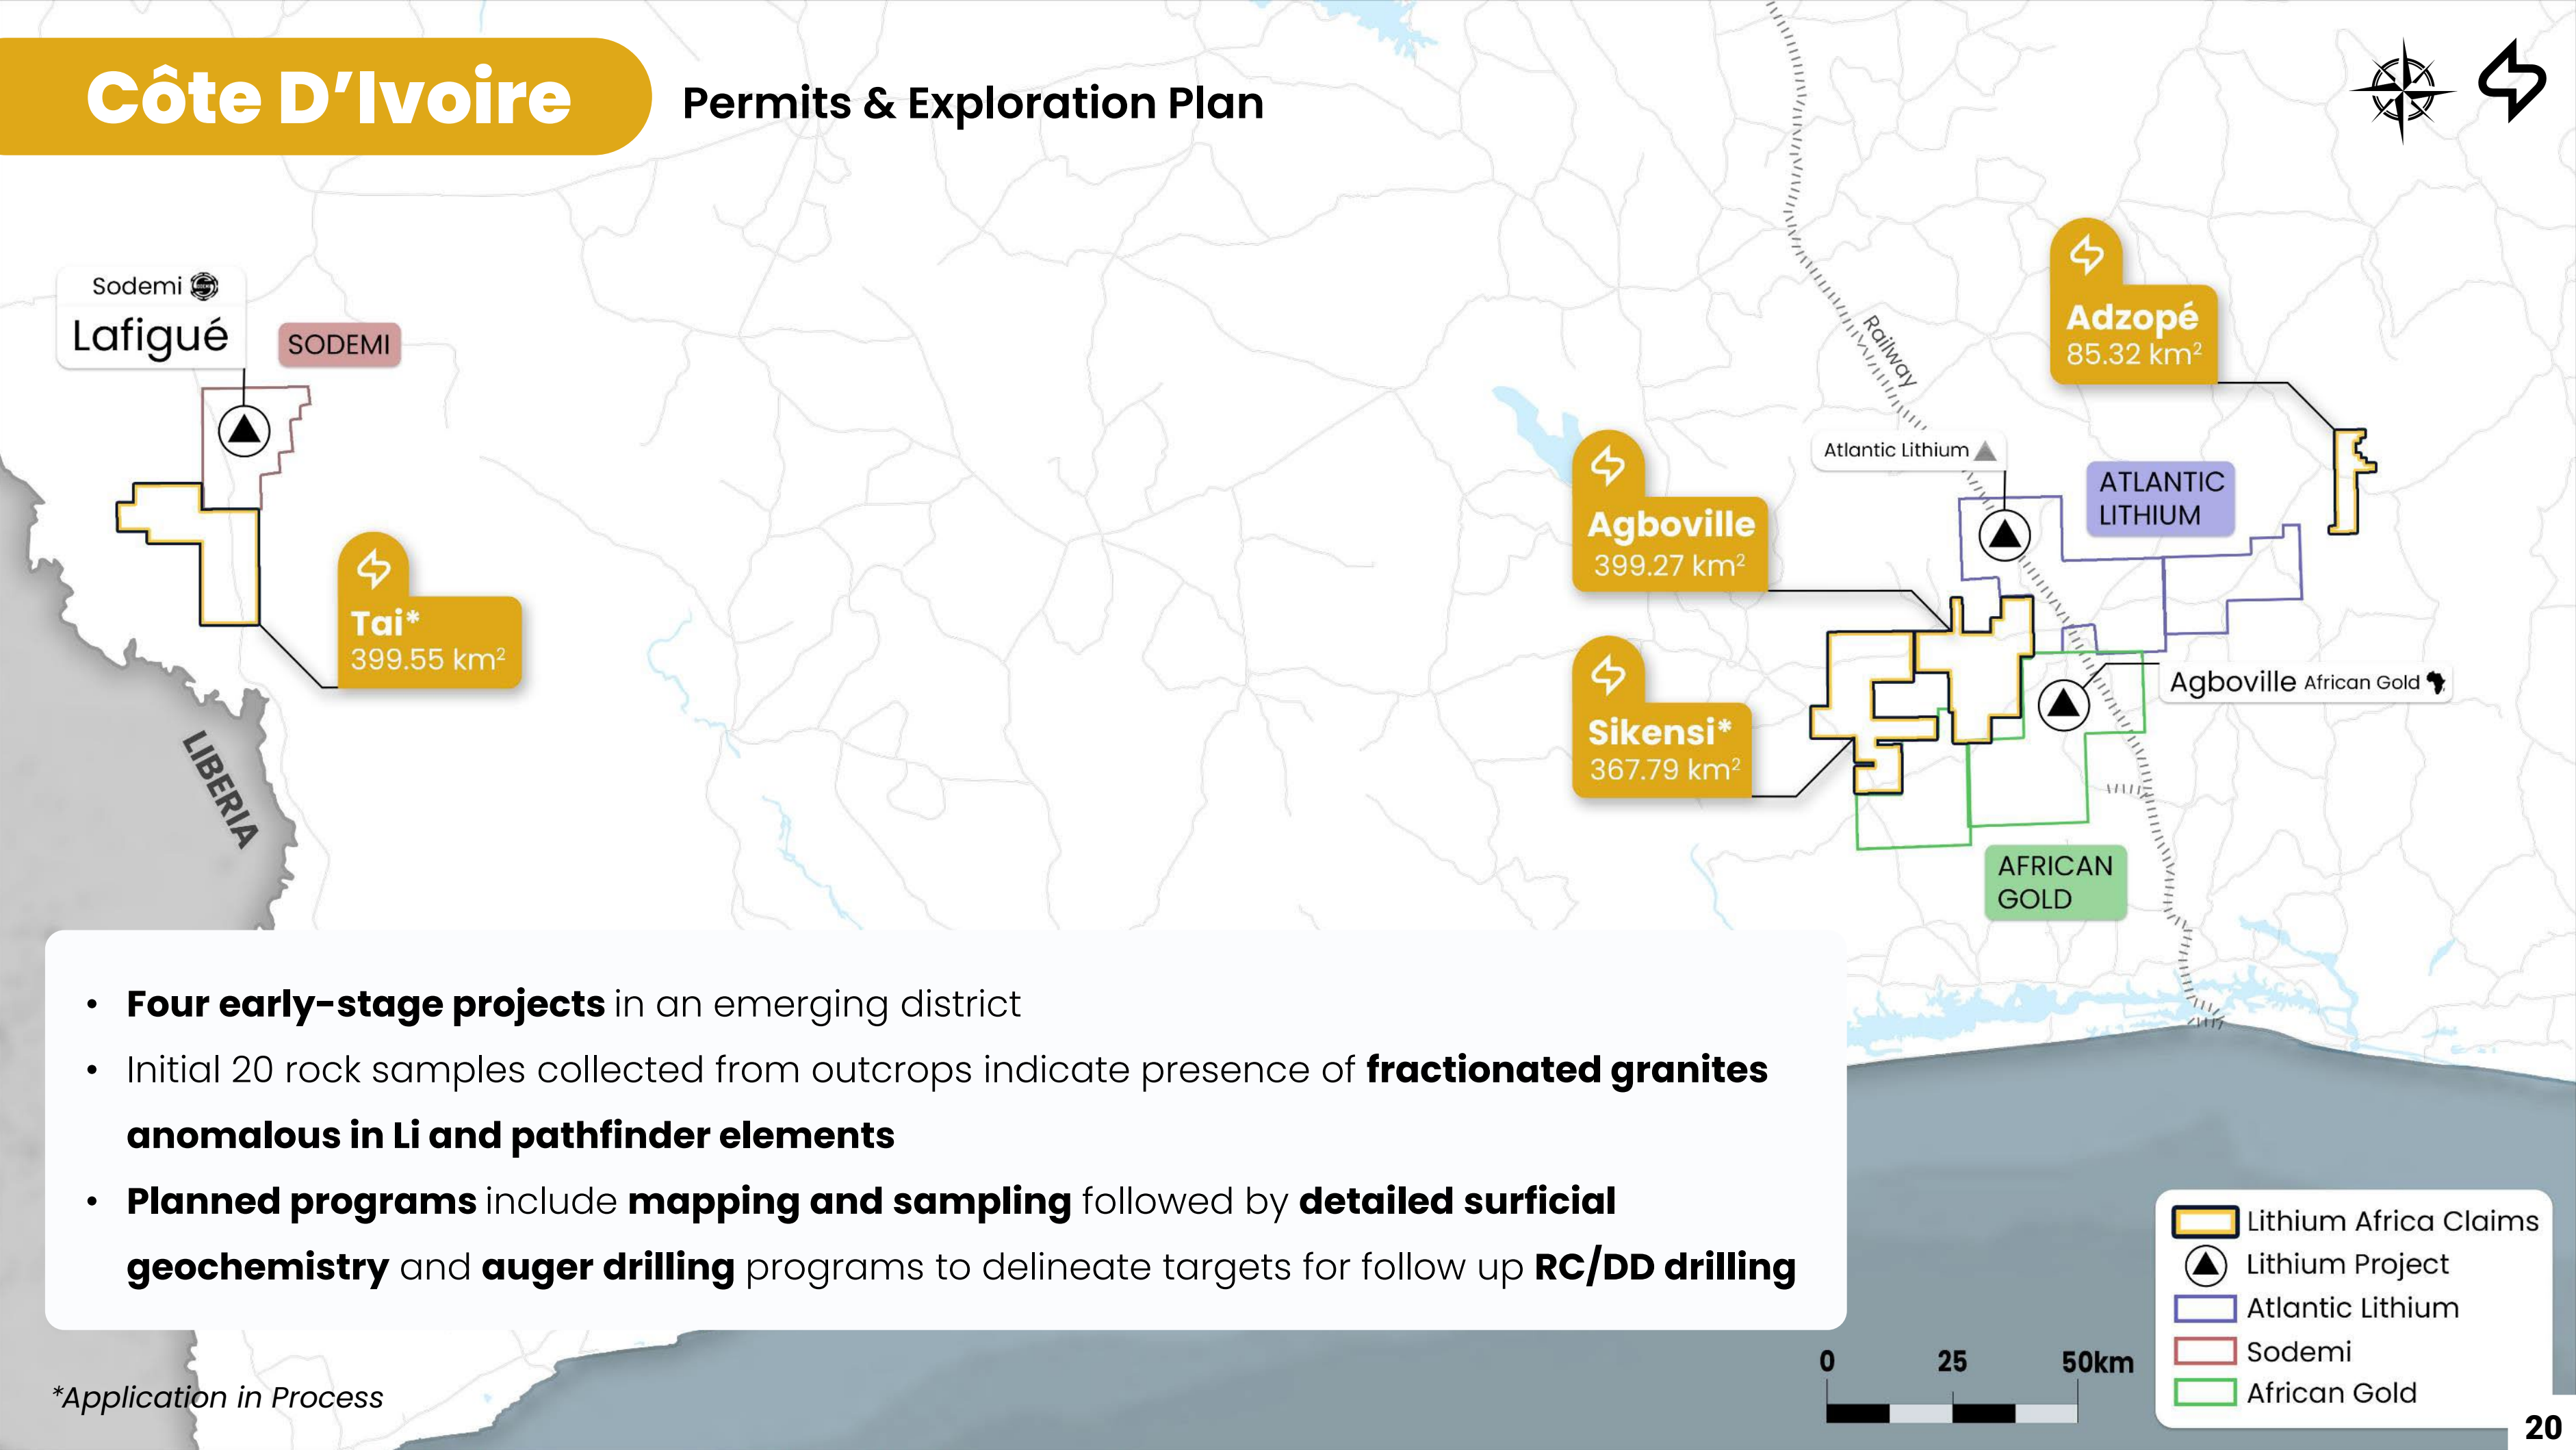 Côte D’Ivoire
Permits & Exploration Plan
Sodemi
Lafigué
SODEMI
Tai*
399.55 km²
LIBERIA
Railway
Adzopé
85.32 km²
Atlantic Lithium
ATLANTIC
LITHIUM
Agboville
399.27 km²
Sikensi*
367.79 km²
Agboville African Gold
AFRICAN
GOLD
• Four early-stage projects in an emerging district
• Initial 20 rock samples collected from outcrops indicate presence of fractionated granites
anomalous in Li and pathfinder elements
• Planned programs include mapping and sampling followed by detailed surficial
geochemistry and auger drilling programs to delineate targets for follow up RC/DD drilling
*Application in Process
0 25 50km
Lithium Africa Claims
Lithium Project
Atlantic Lithium
Sodemi
African Gold
20